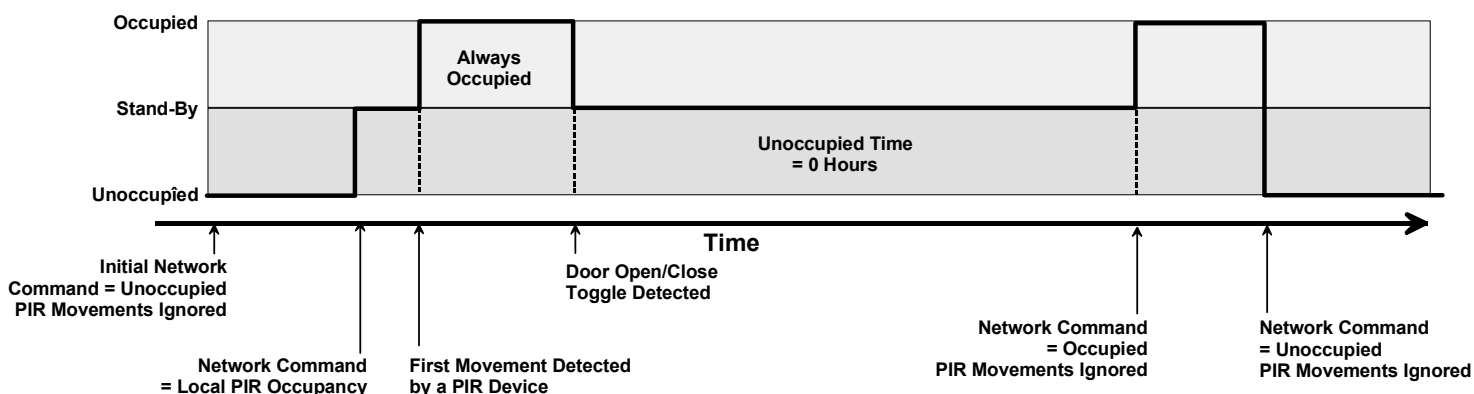 Occupied
Always
Occupied
Stand-By
Unoccupied Time
= 0 Hours
Unoccupîed
Time
Initial Network
Command = Unoccupied
PIR Movements Ignored
Network Command
= Local PIR Occupancy
First Movement Detected
by a PIR Device
Door Open/Close
Toggle Detected
Network Command
= Occupied
PIR Movements Ignored
Network Command
= Unoccupied
PIR Movements Ignored